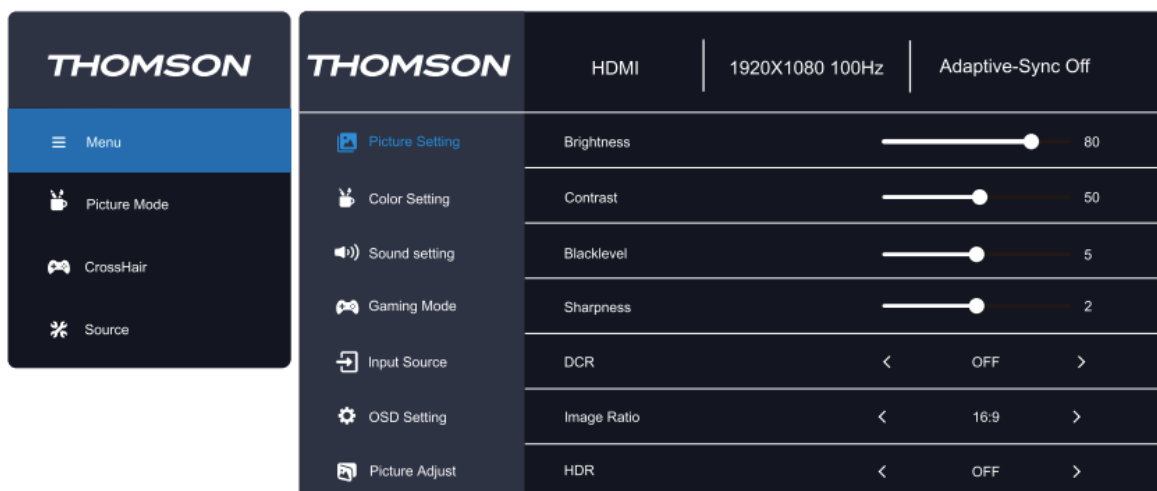 THOMSON
Menu
Picture Mode
CrossHair
Source
THOMSON
HDMI
1920X1080 100Hz
Adaptive-Sync Off
Picture Setting
Color Setting
Sound setting
Gaming Mode
Input Source
OSD Setting
Picture Adjust
Brightness 80
Contrast 50
Blacklevel 5
Sharpness 2
DCR < OFF >
Image Ratio < 16:9 >
HDR < OFF >